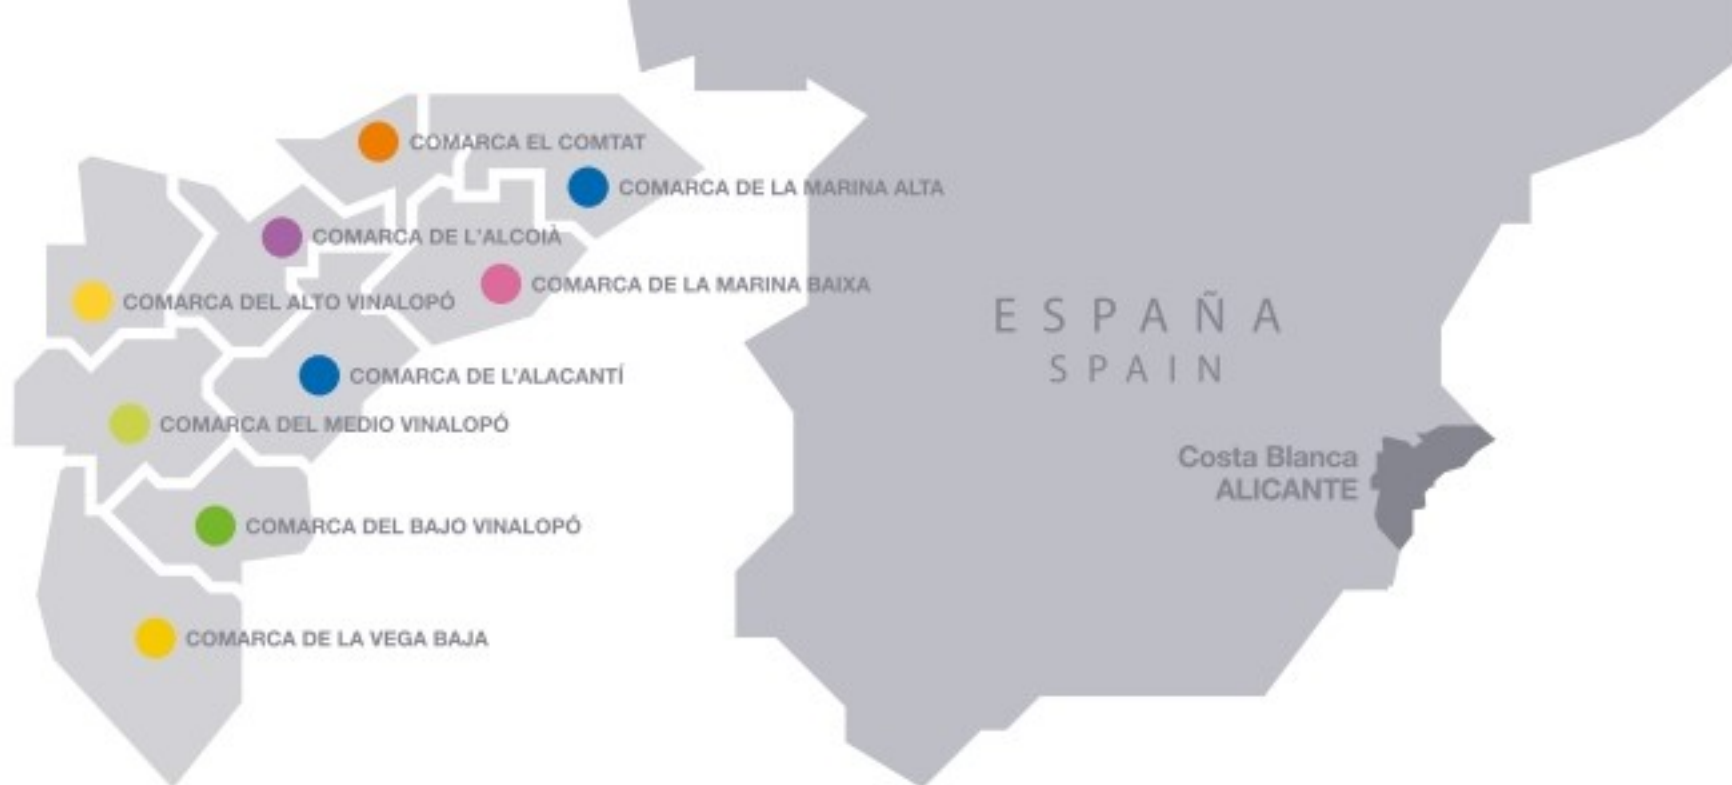 COMARCA EL COMTAT
COMARCA DE LA MARINA ALTA
COMARCA DE L'ALCOIÀ
COMARCA DE LA MARINA BAIXA
COMARCA DEL ALTO VINALOPÓ
COMARCA DE L'ALACANTÍ
COMARCA DEL MEDIO VINALOPÓ
COMARCA DEL BAJO VINALOPÓ
COMARCA DE LA VEGA BAJA
ESPAÑA
SPAIN
Costa Blanca
ALICANTE